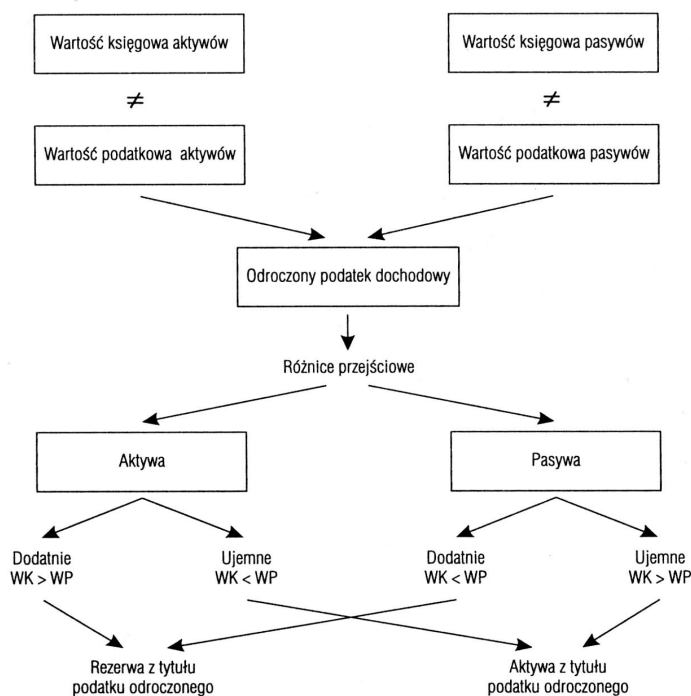 Wartość księgowa aktywów
Wartość księgowa pasywów
≠
≠
Wartość podatkowa aktywów
Wartość podatkowa pasywów
Odroczony podatek dochodowy
Różnice przejściowe
Aktywa
Pasywa
Dodatnie
WK > WP
Ujemne
WK < WP
Dodatnie
WK < WP
Ujemne
WK > WP
Rezerwa z tytułu
podatku odroczonego
Aktywa z tytułu
podatku odroczonego